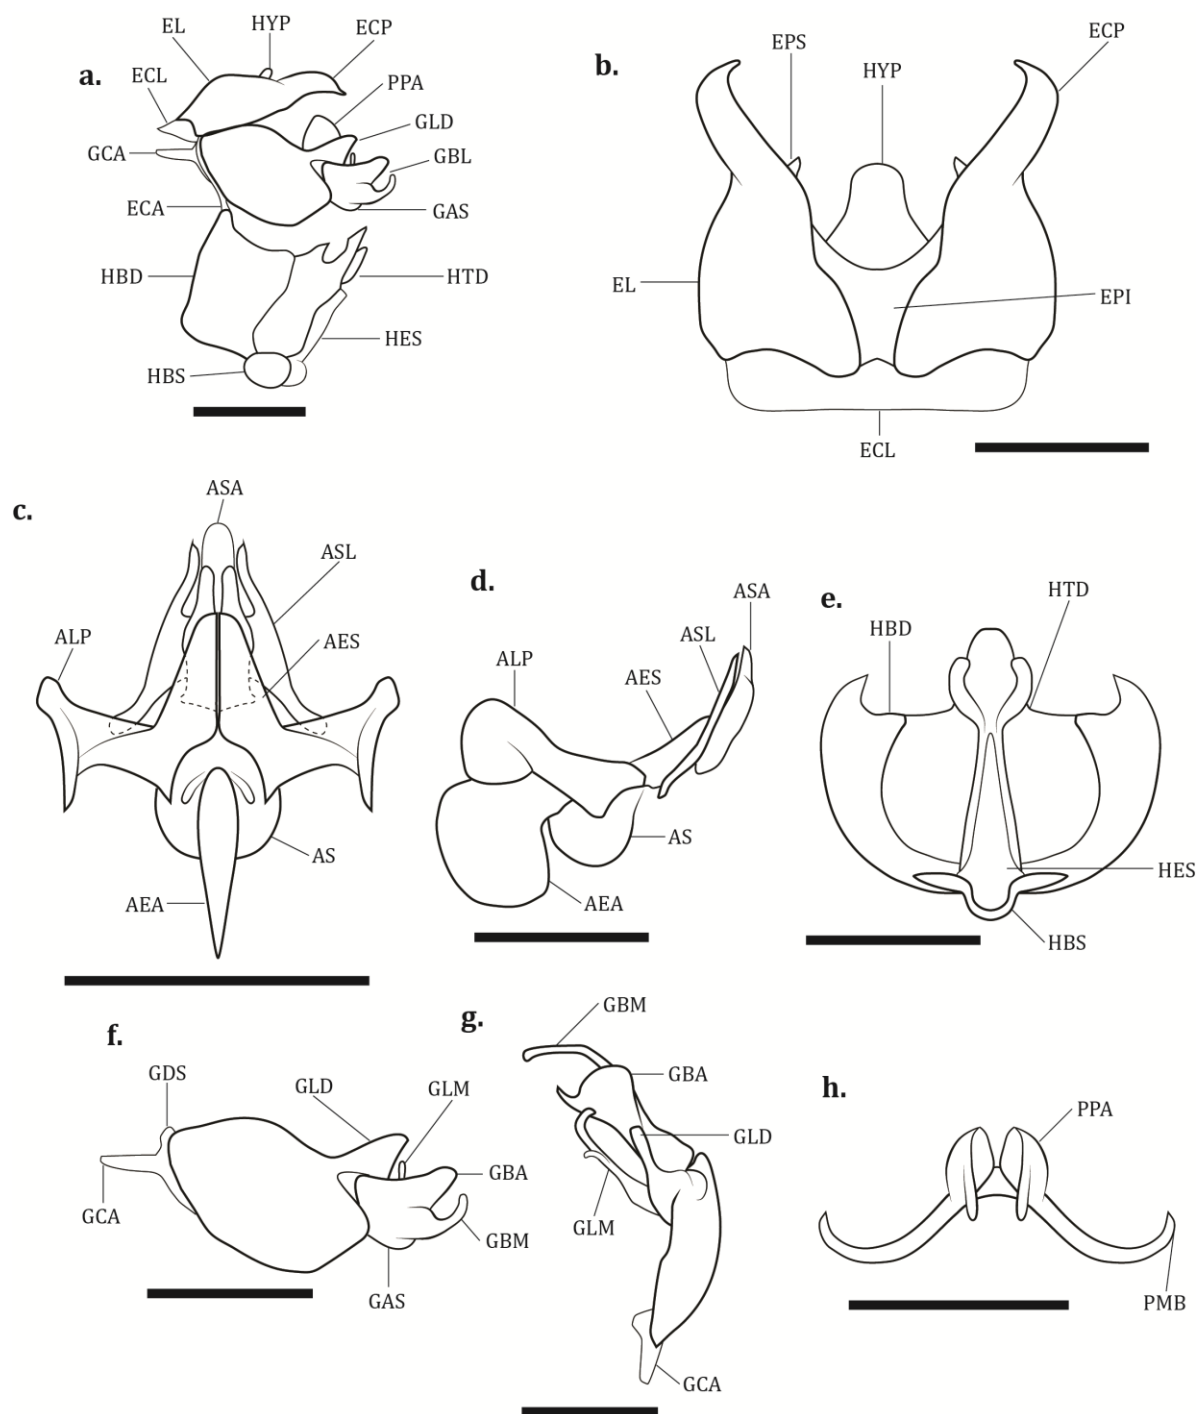 a.
EL
HYP
ECP
ECL
PPA
GLD
GCA
GBL
ECA
GAS
HBD
HTD
HES
HBS
b.
EPS
HYP
ECP
EL
EPI
ECL
c.
ASA
ASL
ALP
AES
AS
AEA
d.
ASA
ASL
ALP
AES
AS
AEA
e.
HTD
HBD
HES
HBS
f.
GDS
GLD
GLM
GBA
GCA
GBM
GAS
g.
GBM
GBA
GLD
GLM
GCA
h.
PPA
PMB